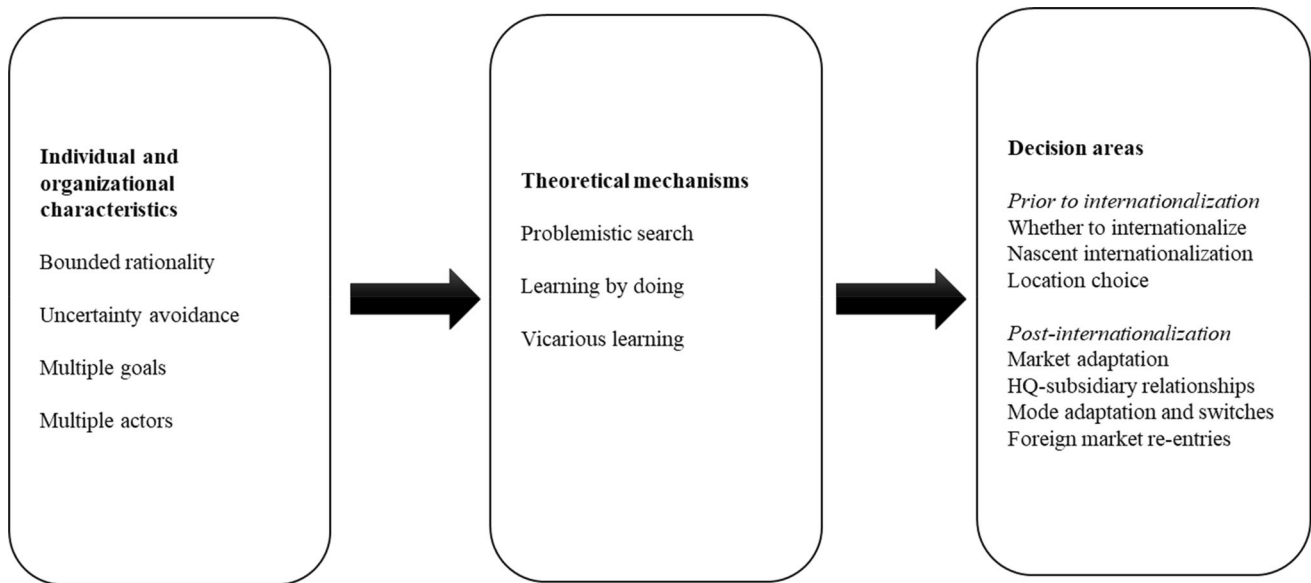 Individual and
organizational
characteristics
Bounded rationality
Uncertainty avoidance
Multiple goals
Multiple actors
Theoretical mechanisms
Problemistic search
Learning by doing
Vicarious learning
Decision areas
Prior to internationalization
Whether to internationalize
Nascent internationalization
Location choice
Post-internationalization
Market adaptation
HQ-subsidiary relationships
Mode adaptation and switches
Foreign market re-entries